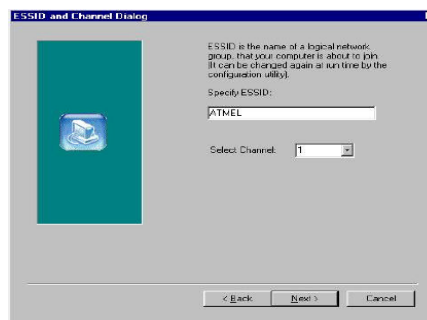 ESSID and Channel Dialog
ESSID is the name of a logical network
group, that your computer is about to join
(It can be changed again at run time by the
configuration utility).
Specify ESSID:
ATMEL
Select Channel:
1
< Back
Next >
Cancel